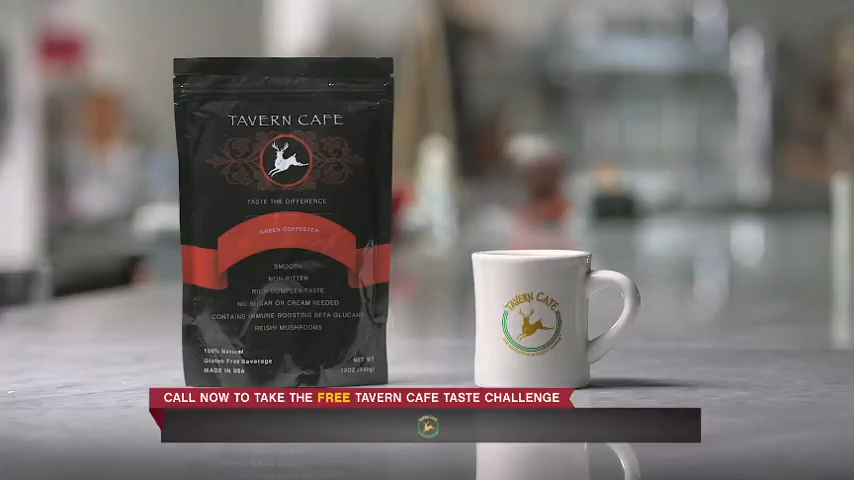 TAVERN CAFE
TASTE THE DIFFERENCE
GREEN COFFEETEA
SMOOTH
NON-BITTER
RICH COMPLEX TASTE
NO SUGAR OR CREAM NEEDED
CONTAINS IMMUNE BOOSTING BETA GLUCANS
REISHI MUSHROOMS
100% Natural
Gluten Free Beverage
MADE IN USA
NET WT
12OZ (340g)
TAVERN CAFE
CALL NOW TO TAKE THE FREE TAVERN CAFE TASTE CHALLENGE